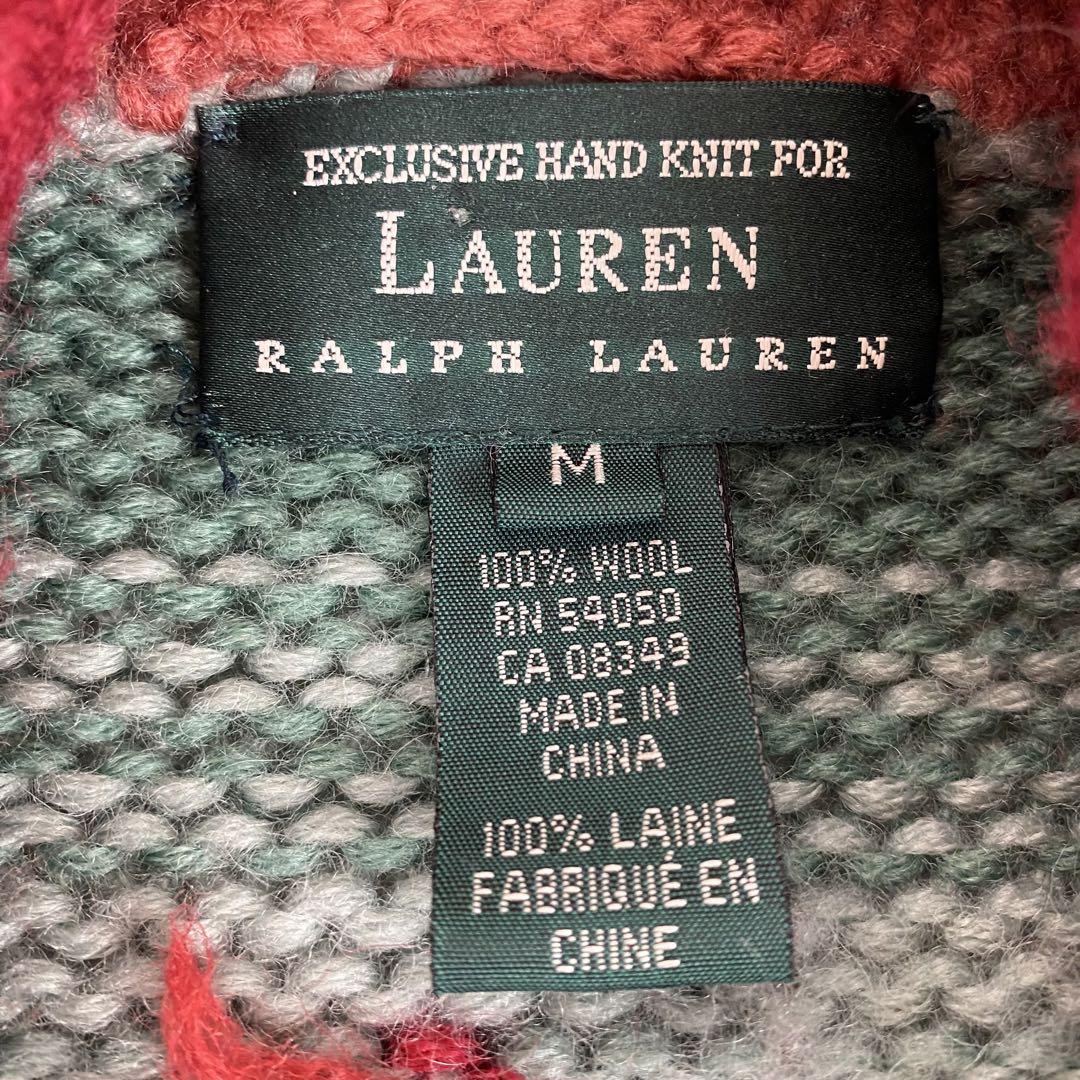 EXCLUSIVE HAND KNIT FOR
LAUREN
RALPH LAUREN
M
100% WOOL
RN 54050
CA 08349
MADE IN
CHINA
100% LAINE
FABRIQUÉ EN
CHINE